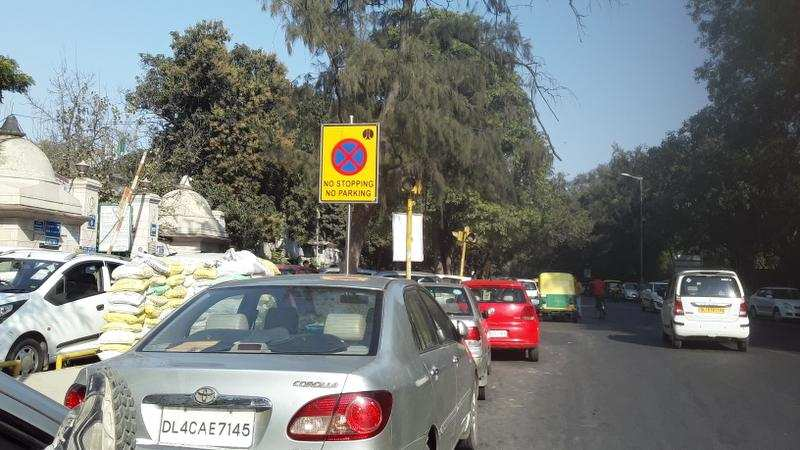 NO STOPPING
NO PARKING
COROLLA
DL4CAE7145